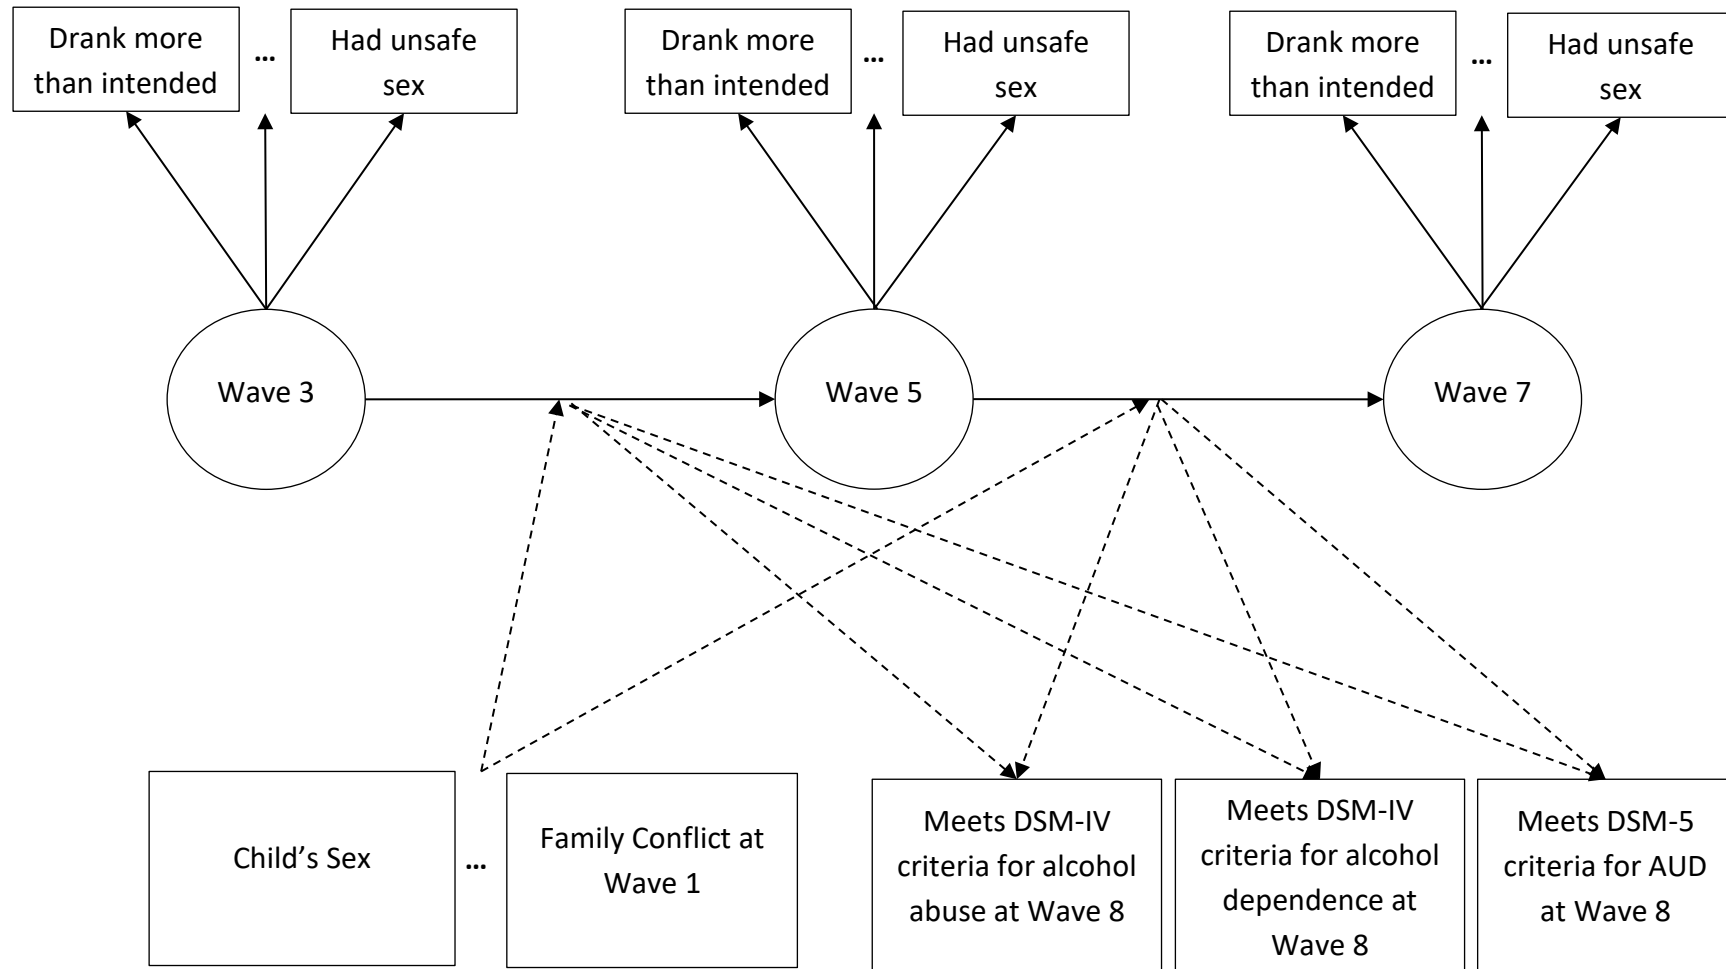 Drank more
than intended
...
Had unsafe
sex
Drank more
than intended
...
Had unsafe
sex
Drank more
than intended
...
Had unsafe
sex
Wave 3
Wave 5
Wave 7
Child’s Sex
...
Family Conflict at
Wave 1
Meets DSM-IV
criteria for alcohol
abuse at Wave 8
Meets DSM-IV
criteria for alcohol
dependence at
Wave 8
Meets DSM-5
criteria for AUD
at Wave 8